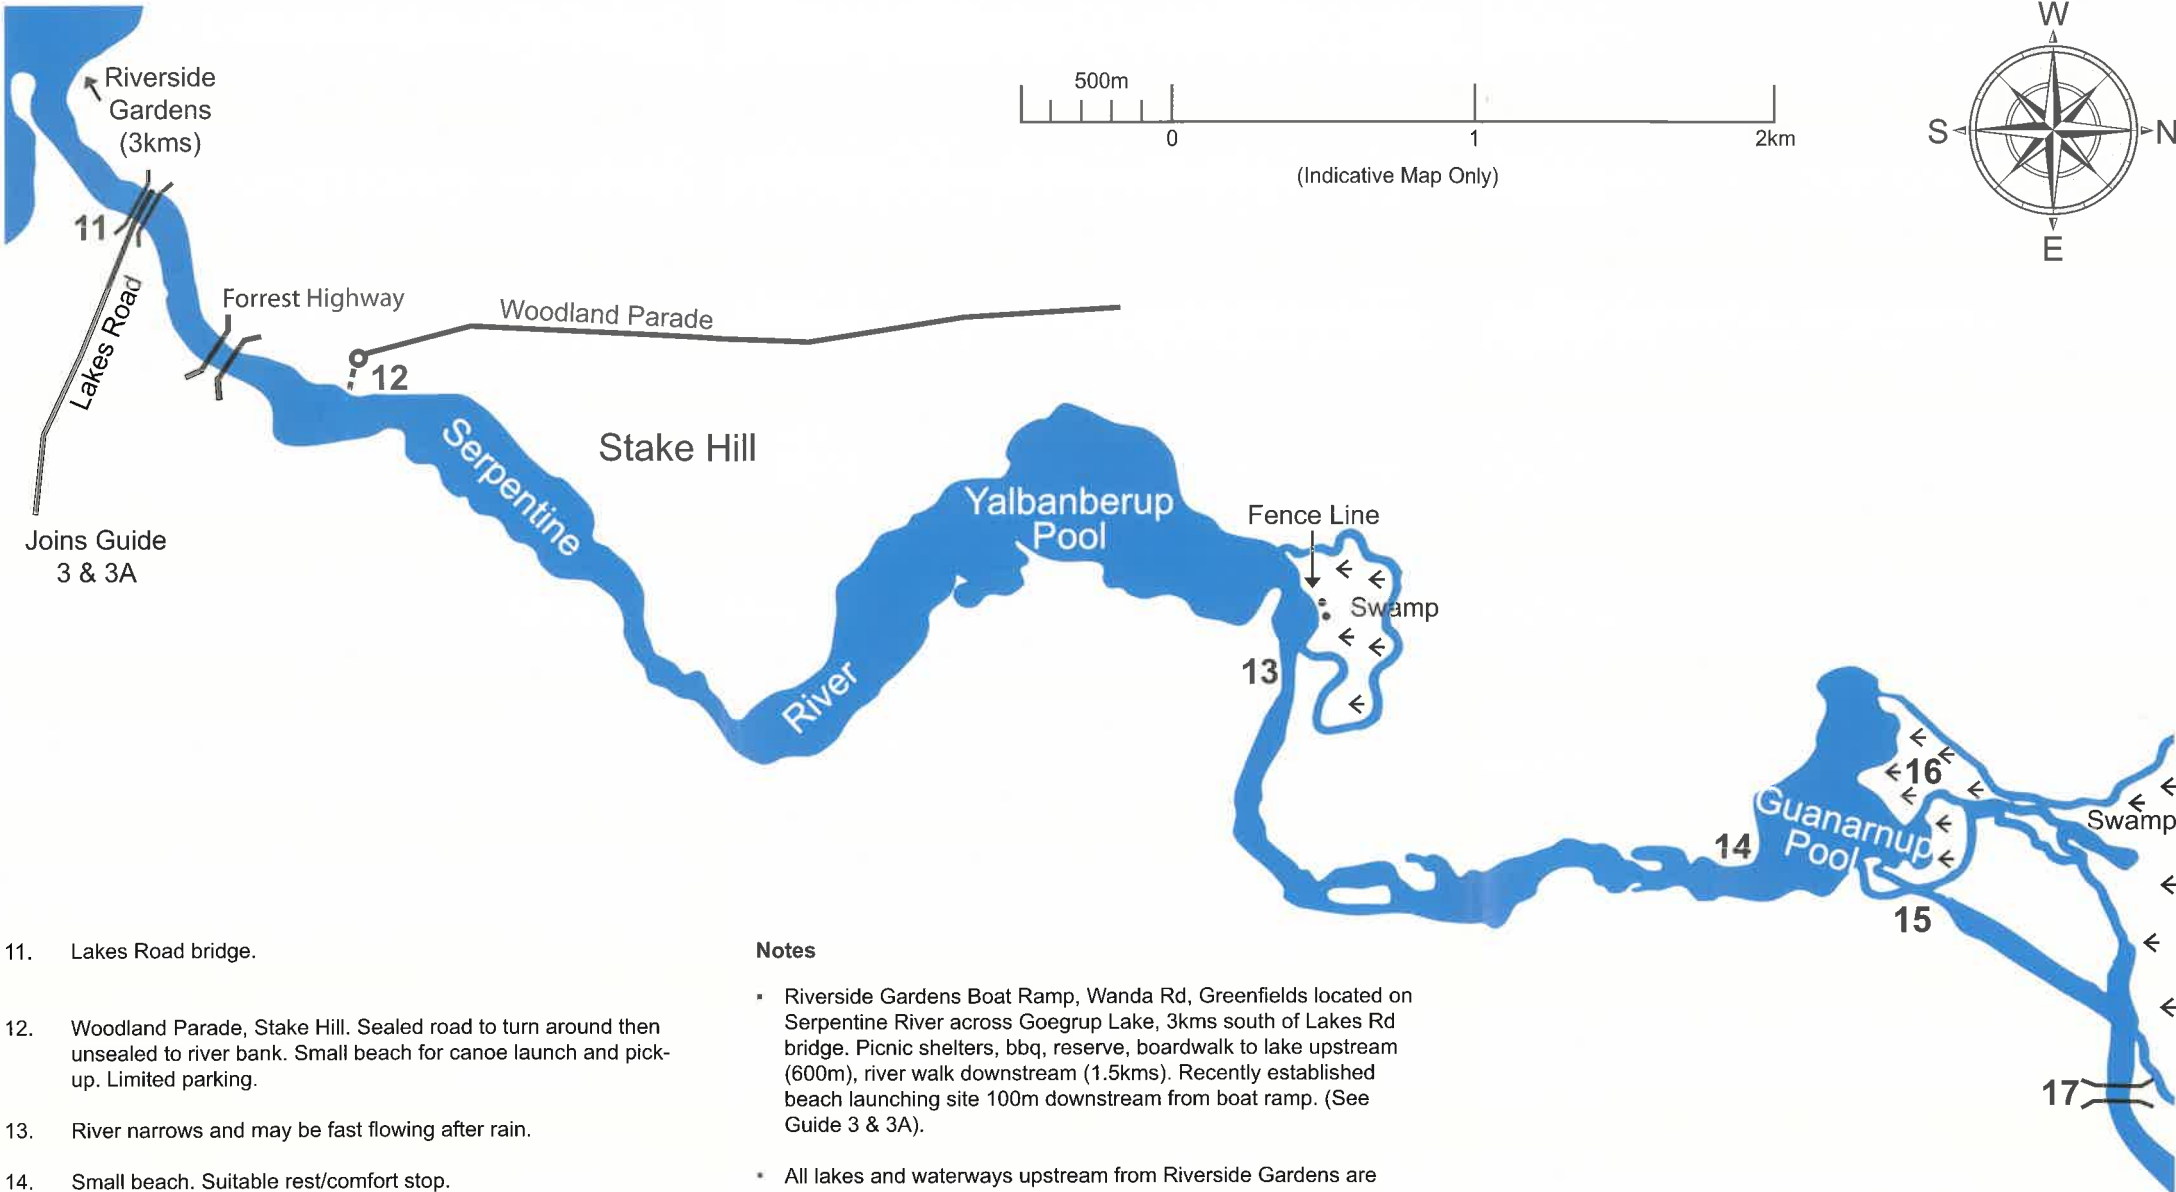 W
S
N
E
Riverside
Gardens
(3kms)
500m
0
1
2km
(Indicative Map Only)
11
Lakes Road
Forrest Highway
Woodland Parade
12
Serpentine
River
Stake Hill
Yalbanberup
Pool
Fence Line
Swamp
13
Joins Guide
3 & 3A
14
Guanarnup
Pool
16
Swamp
15
17
11. Lakes Road bridge.
12. Woodland Parade, Stake Hill. Sealed road to turn around then
unsealed to river bank. Small beach for canoe launch and pick-
up. Limited parking.
13. River narrows and may be fast flowing after rain.
14. Small beach. Suitable rest/comfort stop.
Notes
▪ Riverside Gardens Boat Ramp, Wanda Rd, Greenfields located on
Serpentine River across Goegrup Lake, 3kms south of Lakes Rd
bridge. Picnic shelters, bbq, reserve, boardwalk to lake upstream
(600m), river walk downstream (1.5kms). Recently established
beach launching site 100m downstream from boat ramp. (See
Guide 3 & 3A).
▪ All lakes and waterways upstream from Riverside Gardens are